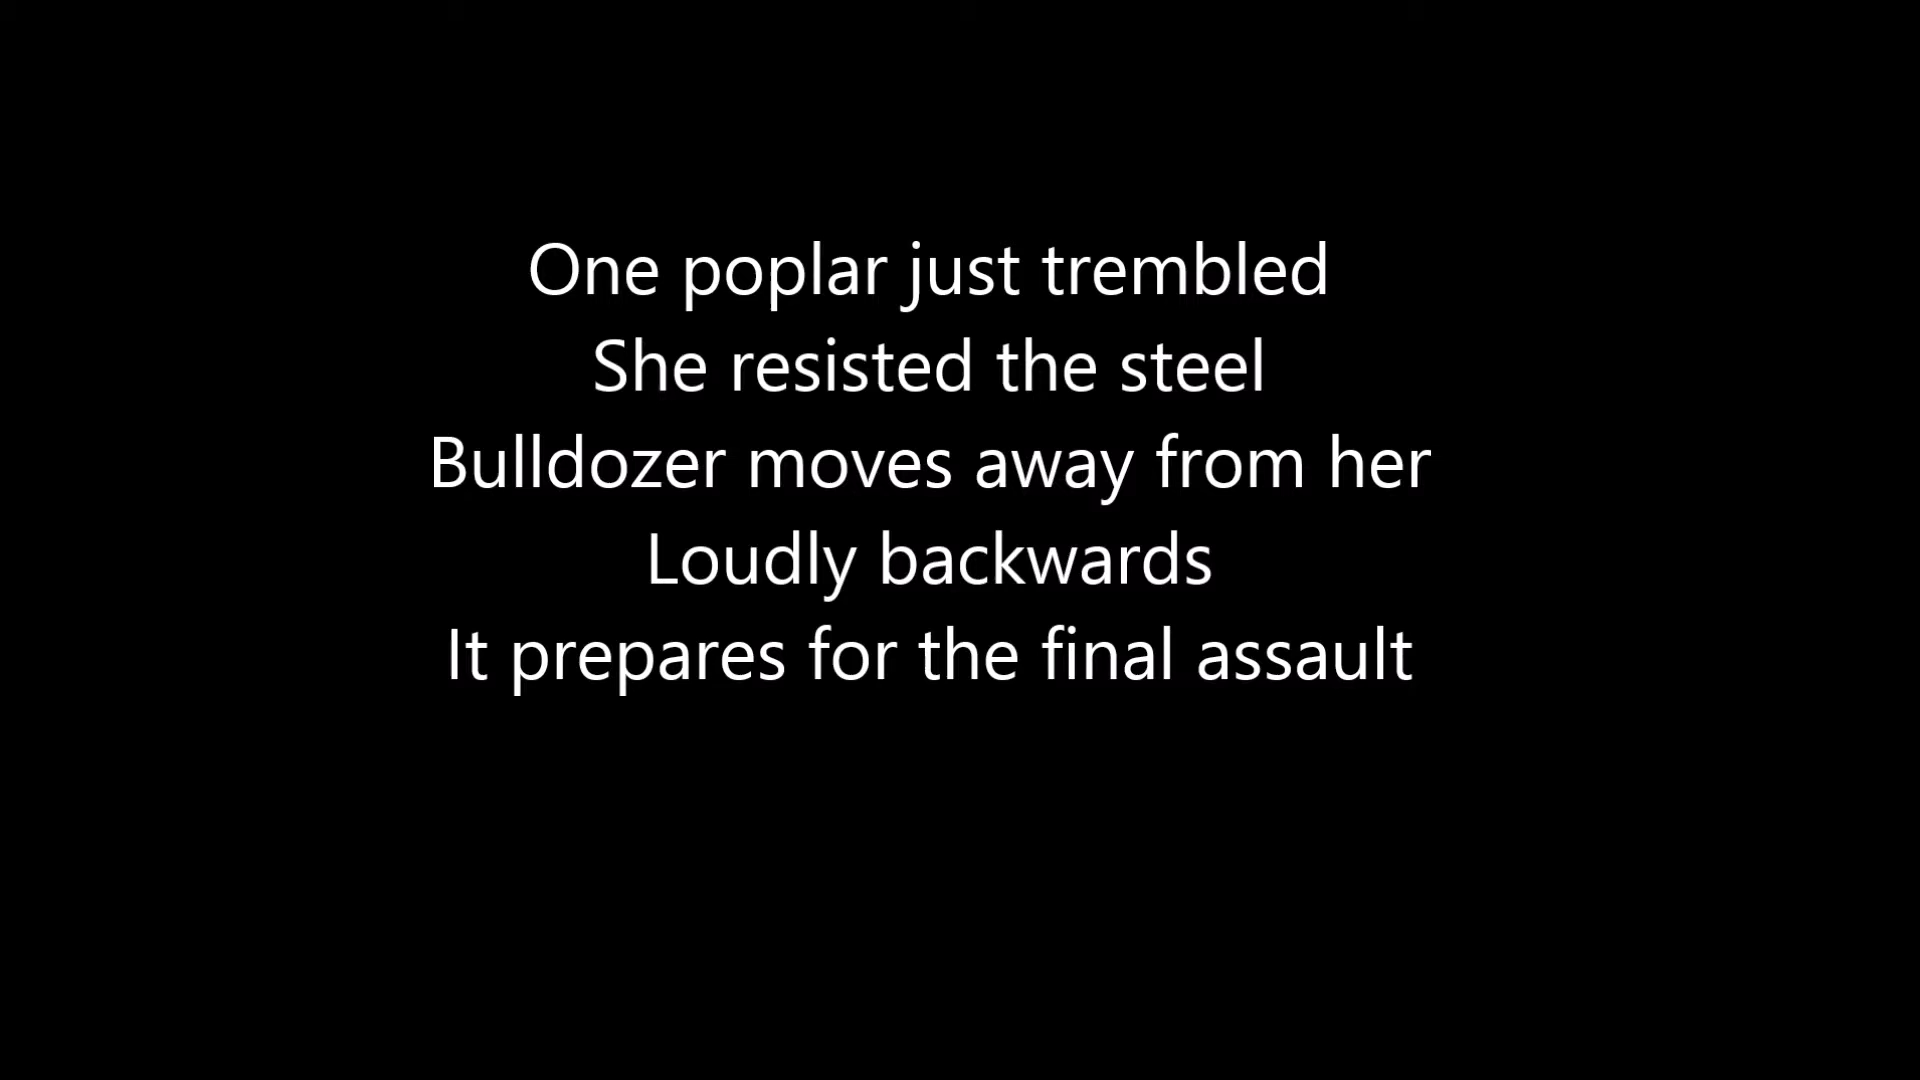 One poplar just trembled
She resisted the steel
Bulldozer moves away from her
Loudly backwards
It prepares for the final assault